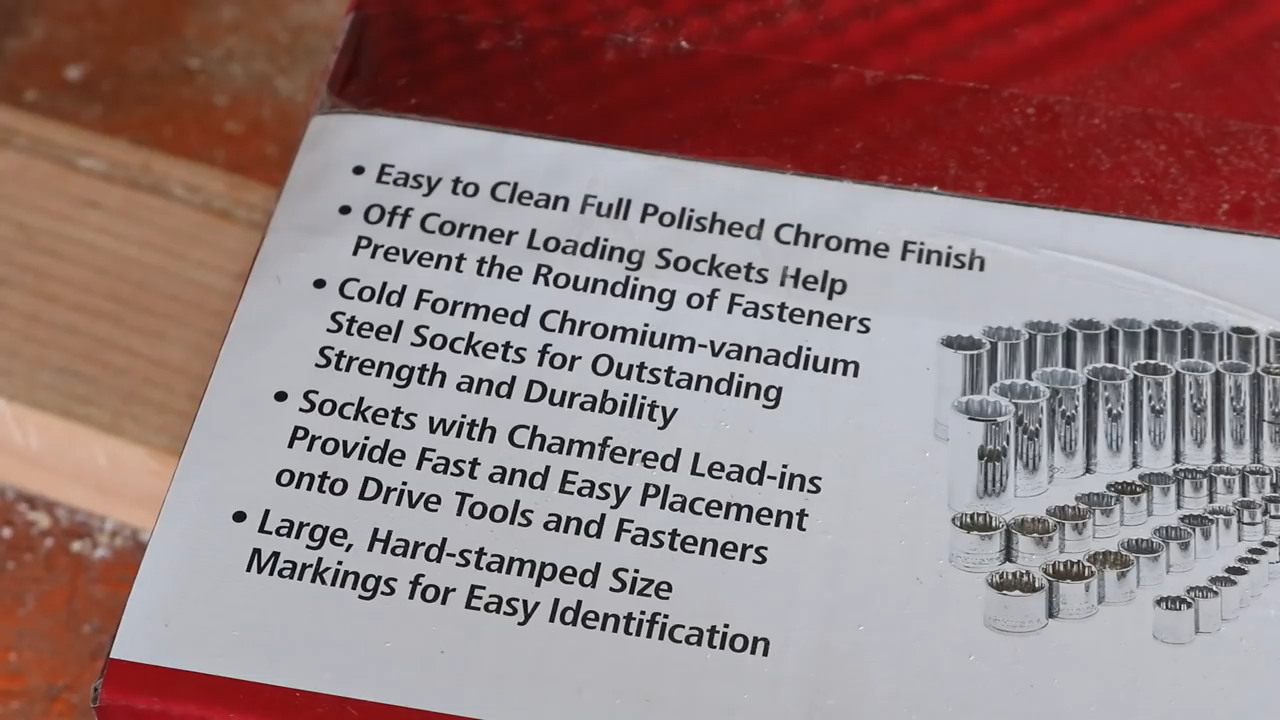 • Easy to Clean Full Polished Chrome Finish
• Off Corner Loading Sockets Help
Prevent the Rounding of Fasteners
• Cold Formed Chromium-vanadium
Steel Sockets for Outstanding
Strength and Durability
• Sockets with Chamfered Lead-ins
Provide Fast and Easy Placement
onto Drive Tools and Fasteners
• Large, Hard-stamped Size
Markings for Easy Identification